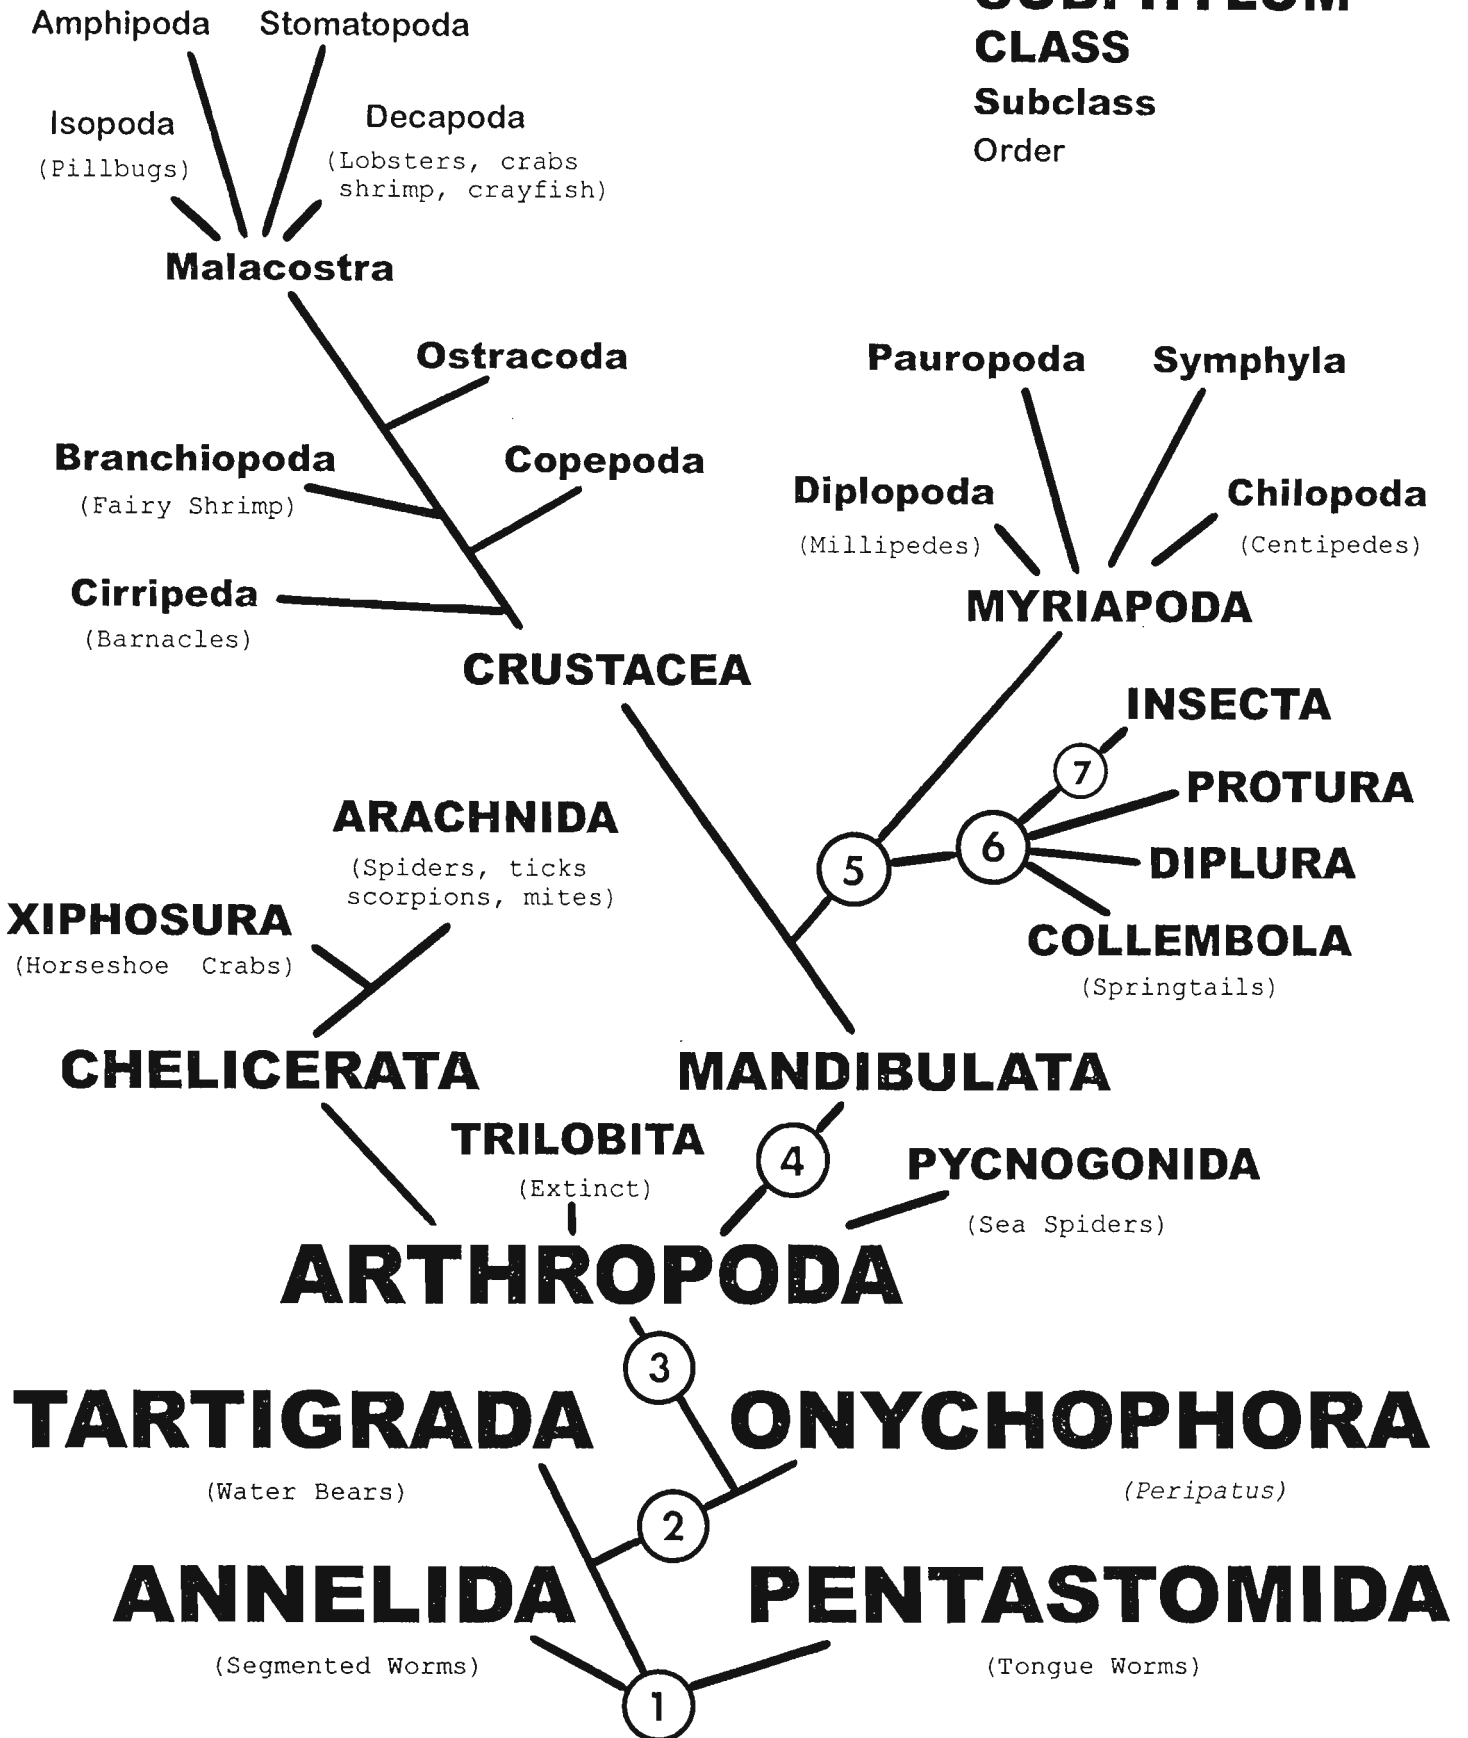 SUBPHYLUM
CLASS
Subclass
Order
Amphipoda
Stomatopoda
Isopoda
(Pillbugs)
Decapoda
(Lobsters, crabs
shrimp, crayfish)
Malacostra
Ostracoda
Branchiopoda
(Fairy Shrimp)
Copepoda
Cirripeda
(Barnacles)
CRUSTACEA
Pauropoda
Symphyla
Diplopoda
(Millipedes)
Chilopoda
(Centipedes)
MYRIAPODA
INSECTA
7
PROTURA
6
DIPLURA
5
COLLEMBOLA
(Springtails)
ARACHNIDA
(Spiders, ticks
scorpions, mites)
XIPHOSURA
(Horseshoe Crabs)
CHELICERATA
MANDIBULATA
TRILOBITA
(Extinct)
4
PYCNOGONIDA
(Sea Spiders)
ARTHROPODA
3
TARTIGRADA
(Water Bears)
ONYCHOPHORA
(Peripatus)
2
ANNELIDA
(Segmented Worms)
PENTASTOMIDA
(Tongue Worms)
1